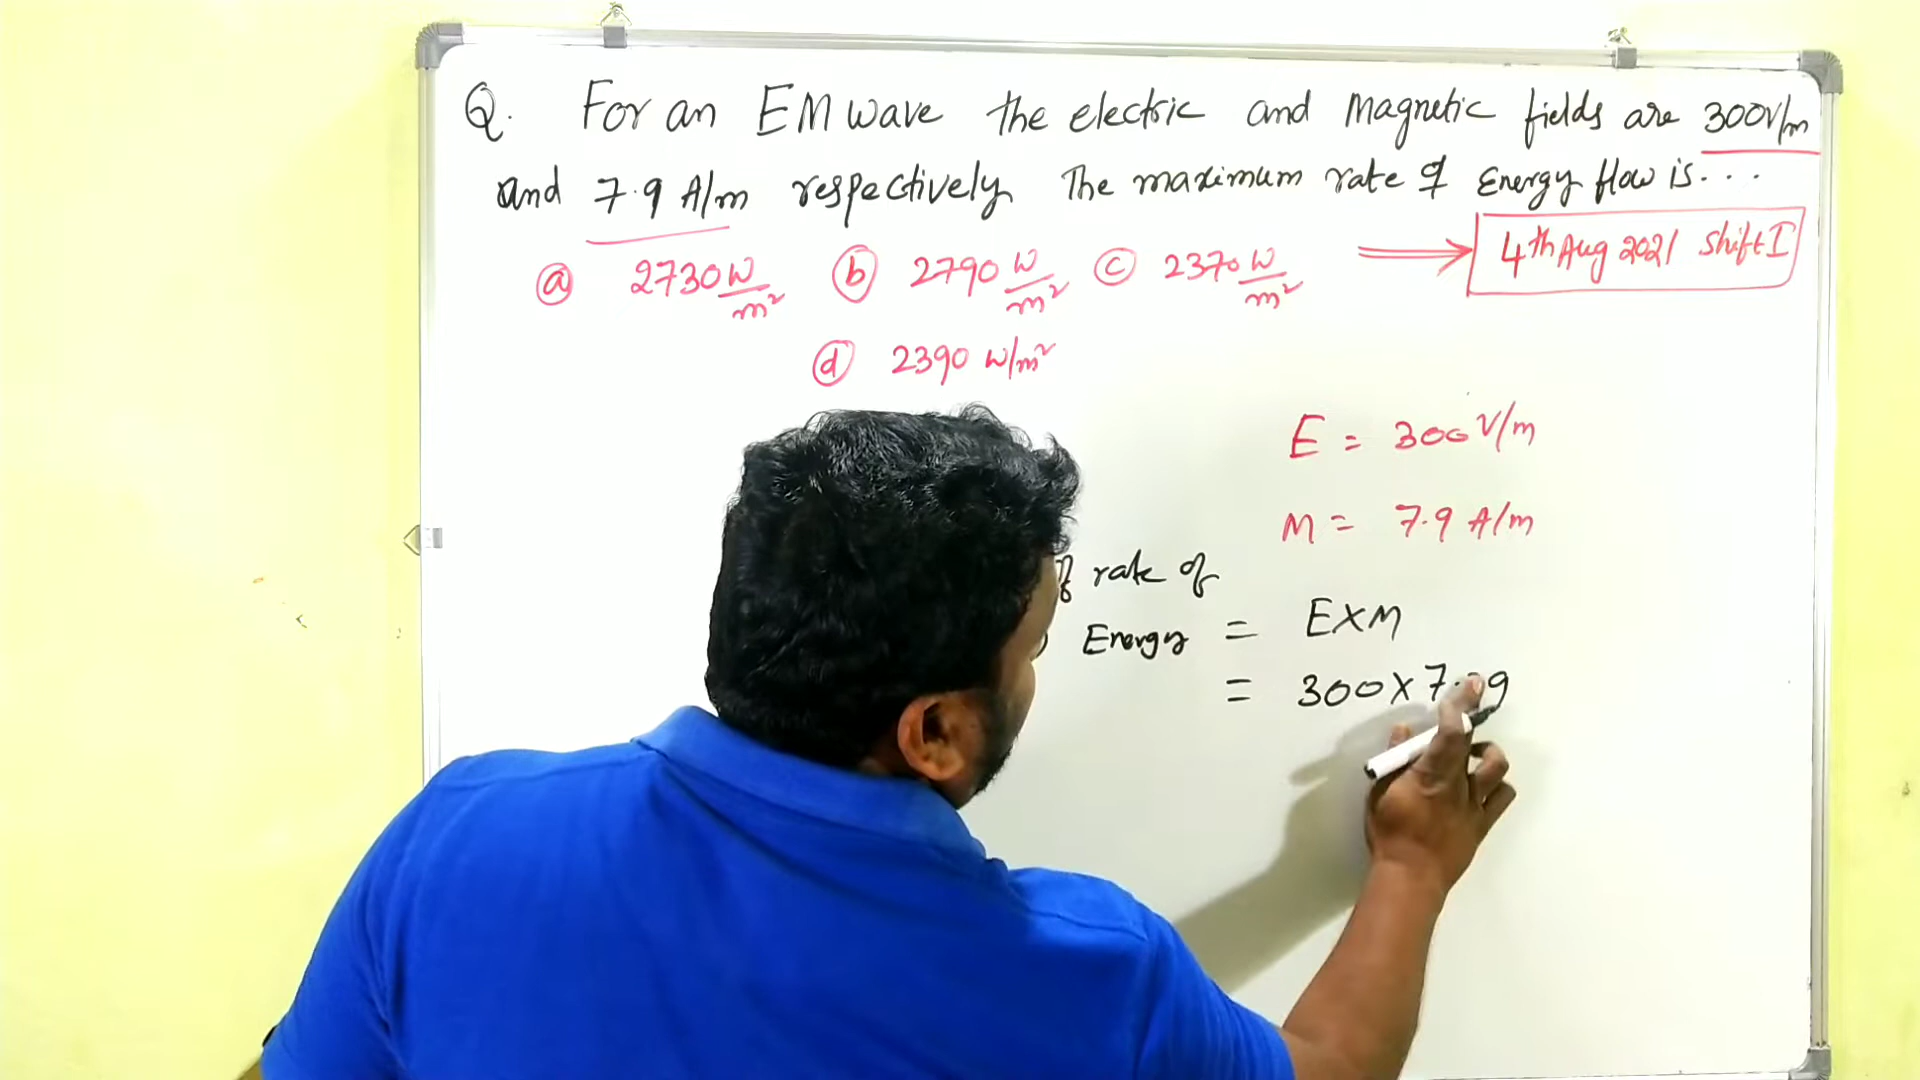 Q. For an EM wave the electric and Magnetic fields are 300V/m
and 7.9 A/m respectively The maximum rate of Energy flow is...
4th Aug 2021 Shift I
ⓐ 2730 W/m² ⓑ 2790 W/m² ⓒ 2370 W/m²
ⓓ 2390 W/m²
E = 300 V/m
M = 7.9 A/m
rate of
Energy = EXM
= 300X7.